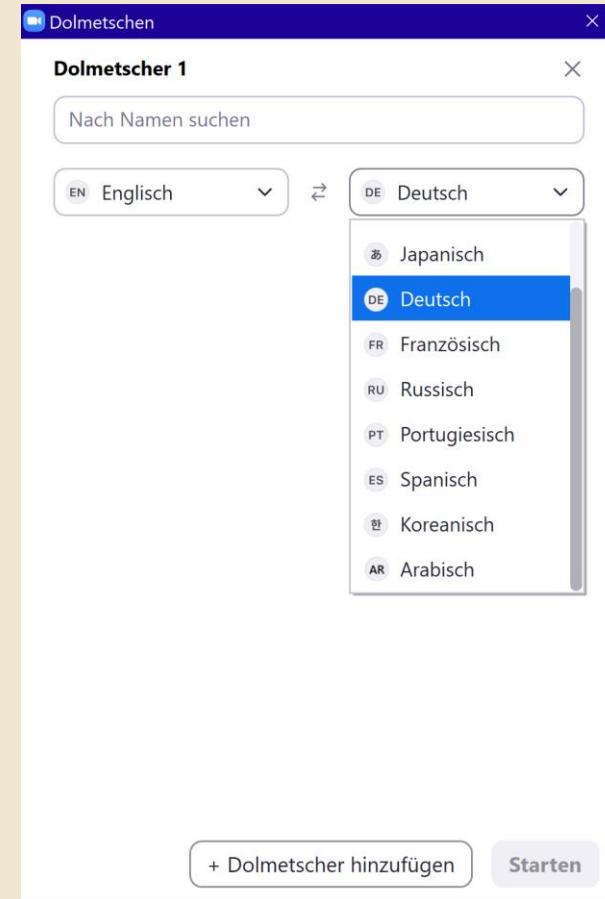 Dolmetschen
Dolmetscher 1
Nach Namen suchen
EN Englisch DE Deutsch
あ Japanisch
DE Deutsch
FR Französisch
RU Russisch
PT Portugiesisch
ES Spanisch
한 Koreanisch
AR Arabisch
+ Dolmetscher hinzufügen Starten